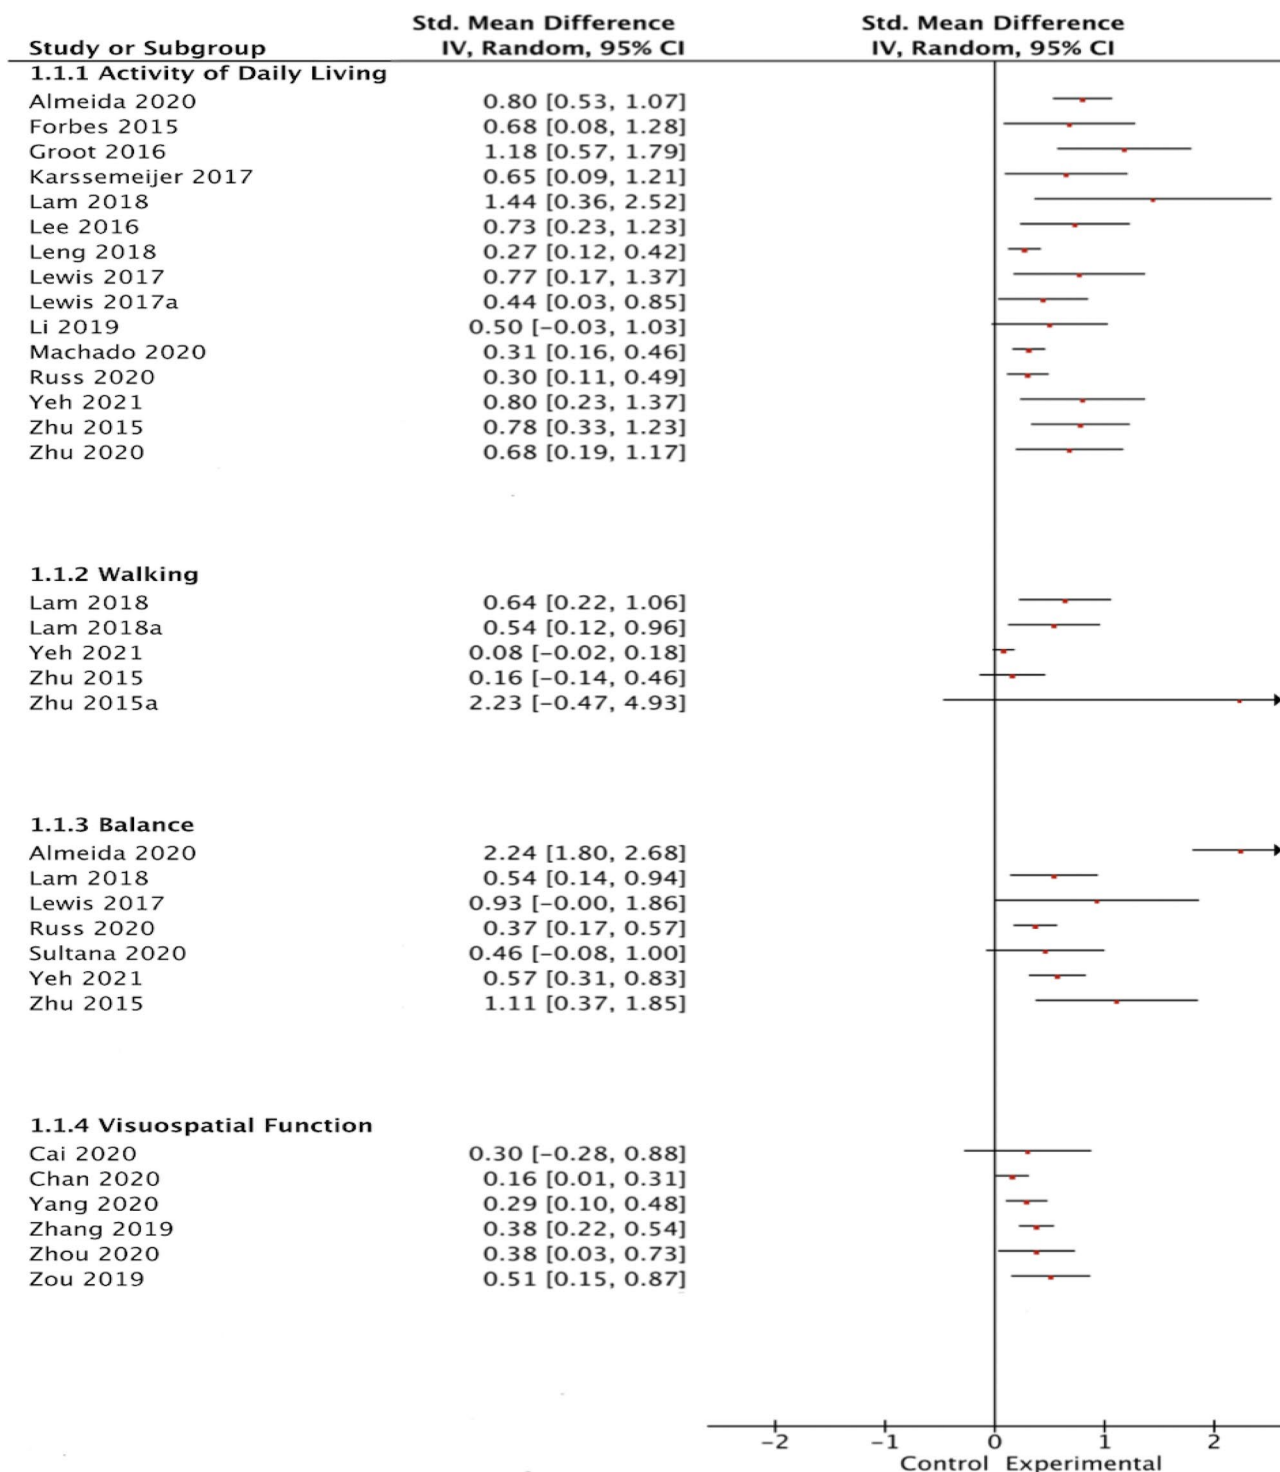 Std. Mean Difference Std. Mean Difference
Study or Subgroup IV, Random, 95% CI IV, Random, 95% CI
1.1.1 Activity of Daily Living
Almeida 2020 0.80 [0.53, 1.07]
Forbes 2015 0.68 [0.08, 1.28]
Groot 2016 1.18 [0.57, 1.79]
Karssemeijer 2017 0.65 [0.09, 1.21]
Lam 2018 1.44 [0.36, 2.52]
Lee 2016 0.73 [0.23, 1.23]
Leng 2018 0.27 [0.12, 0.42]
Lewis 2017 0.77 [0.17, 1.37]
Lewis 2017a 0.44 [0.03, 0.85]
Li 2019 0.50 [−0.03, 1.03]
Machado 2020 0.31 [0.16, 0.46]
Russ 2020 0.30 [0.11, 0.49]
Yeh 2021 0.80 [0.23, 1.37]
Zhu 2015 0.78 [0.33, 1.23]
Zhu 2020 0.68 [0.19, 1.17]
1.1.2 Walking
Lam 2018 0.64 [0.22, 1.06]
Lam 2018a 0.54 [0.12, 0.96]
Yeh 2021 0.08 [−0.02, 0.18]
Zhu 2015 0.16 [−0.14, 0.46]
Zhu 2015a 2.23 [−0.47, 4.93]
1.1.3 Balance
Almeida 2020 2.24 [1.80, 2.68]
Lam 2018 0.54 [0.14, 0.94]
Lewis 2017 0.93 [−0.00, 1.86]
Russ 2020 0.37 [0.17, 0.57]
Sultana 2020 0.46 [−0.08, 1.00]
Yeh 2021 0.57 [0.31, 0.83]
Zhu 2015 1.11 [0.37, 1.85]
1.1.4 Visuospatial Function
Cai 2020 0.30 [−0.28, 0.88]
Chan 2020 0.16 [0.01, 0.31]
Yang 2020 0.29 [0.10, 0.48]
Zhang 2019 0.38 [0.22, 0.54]
Zhou 2020 0.38 [0.03, 0.73]
Zou 2019 0.51 [0.15, 0.87]
−2 −1 0 1 2
Control Experimental